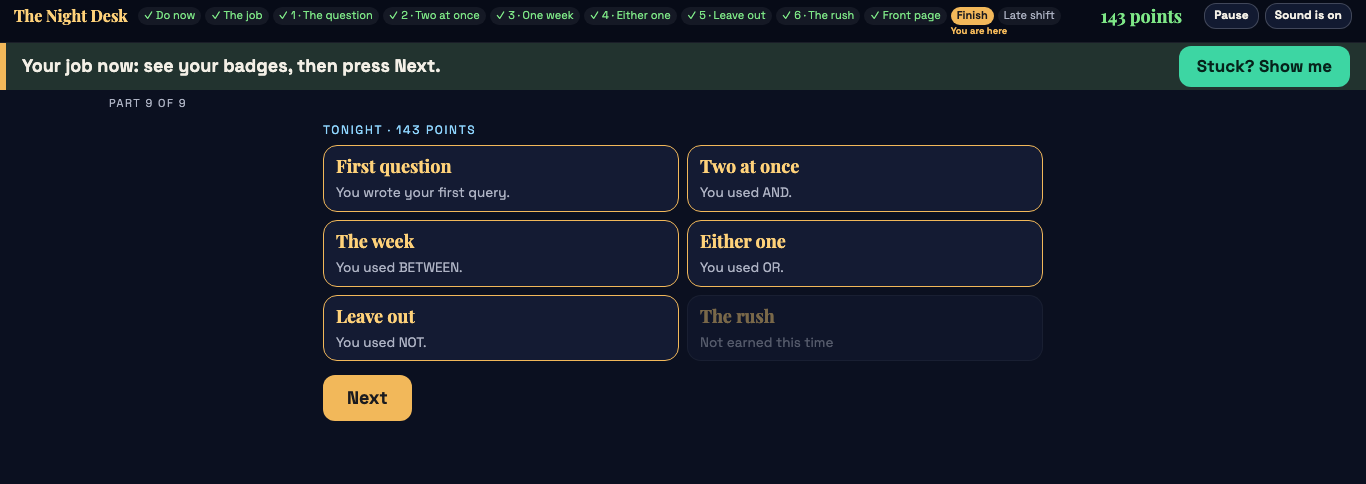 The Night Desk ✓ Do now ✓ The job ✓ 1 · The question ✓ 2 · Two at once ✓ 3 · One week ✓ 4 · Either one ✓ 5 · Leave out ✓ 6 · The rush ✓ Front page Finish Late shift 143 points Pause Sound is on
You are here
Your job now: see your badges, then press Next. Stuck? Show me
PART 9 OF 9
TONIGHT · 143 POINTS
First question
You wrote your first query.
Two at once
You used AND.
The week
You used BETWEEN.
Either one
You used OR.
Leave out
You used NOT.
The rush
Not earned this time
Next